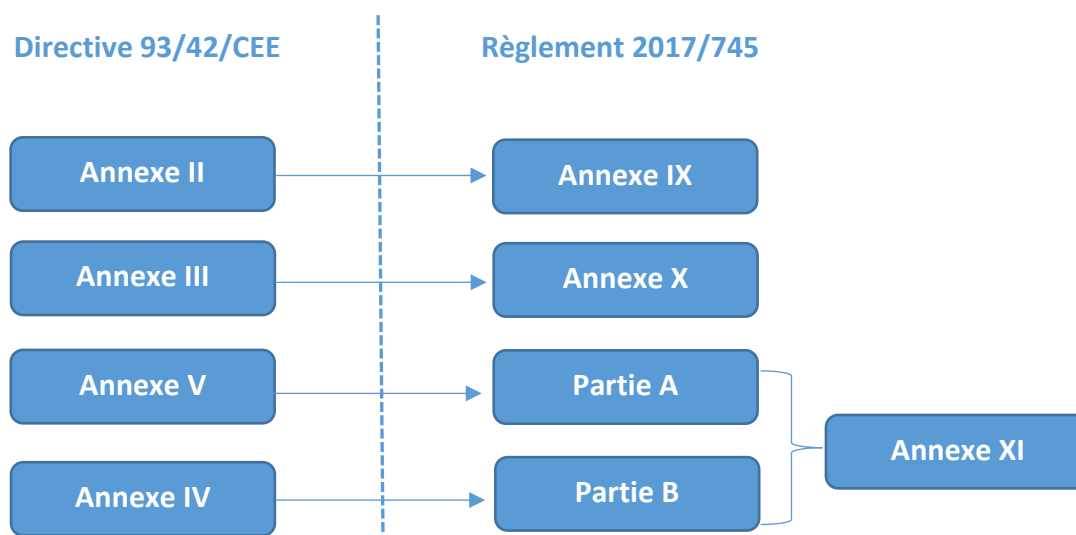 Directive 93/42/CEE
Règlement 2017/745
Annexe II
Annexe IX
Annexe III
Annexe X
Annexe V
Partie A
Annexe XI
Annexe IV
Partie B